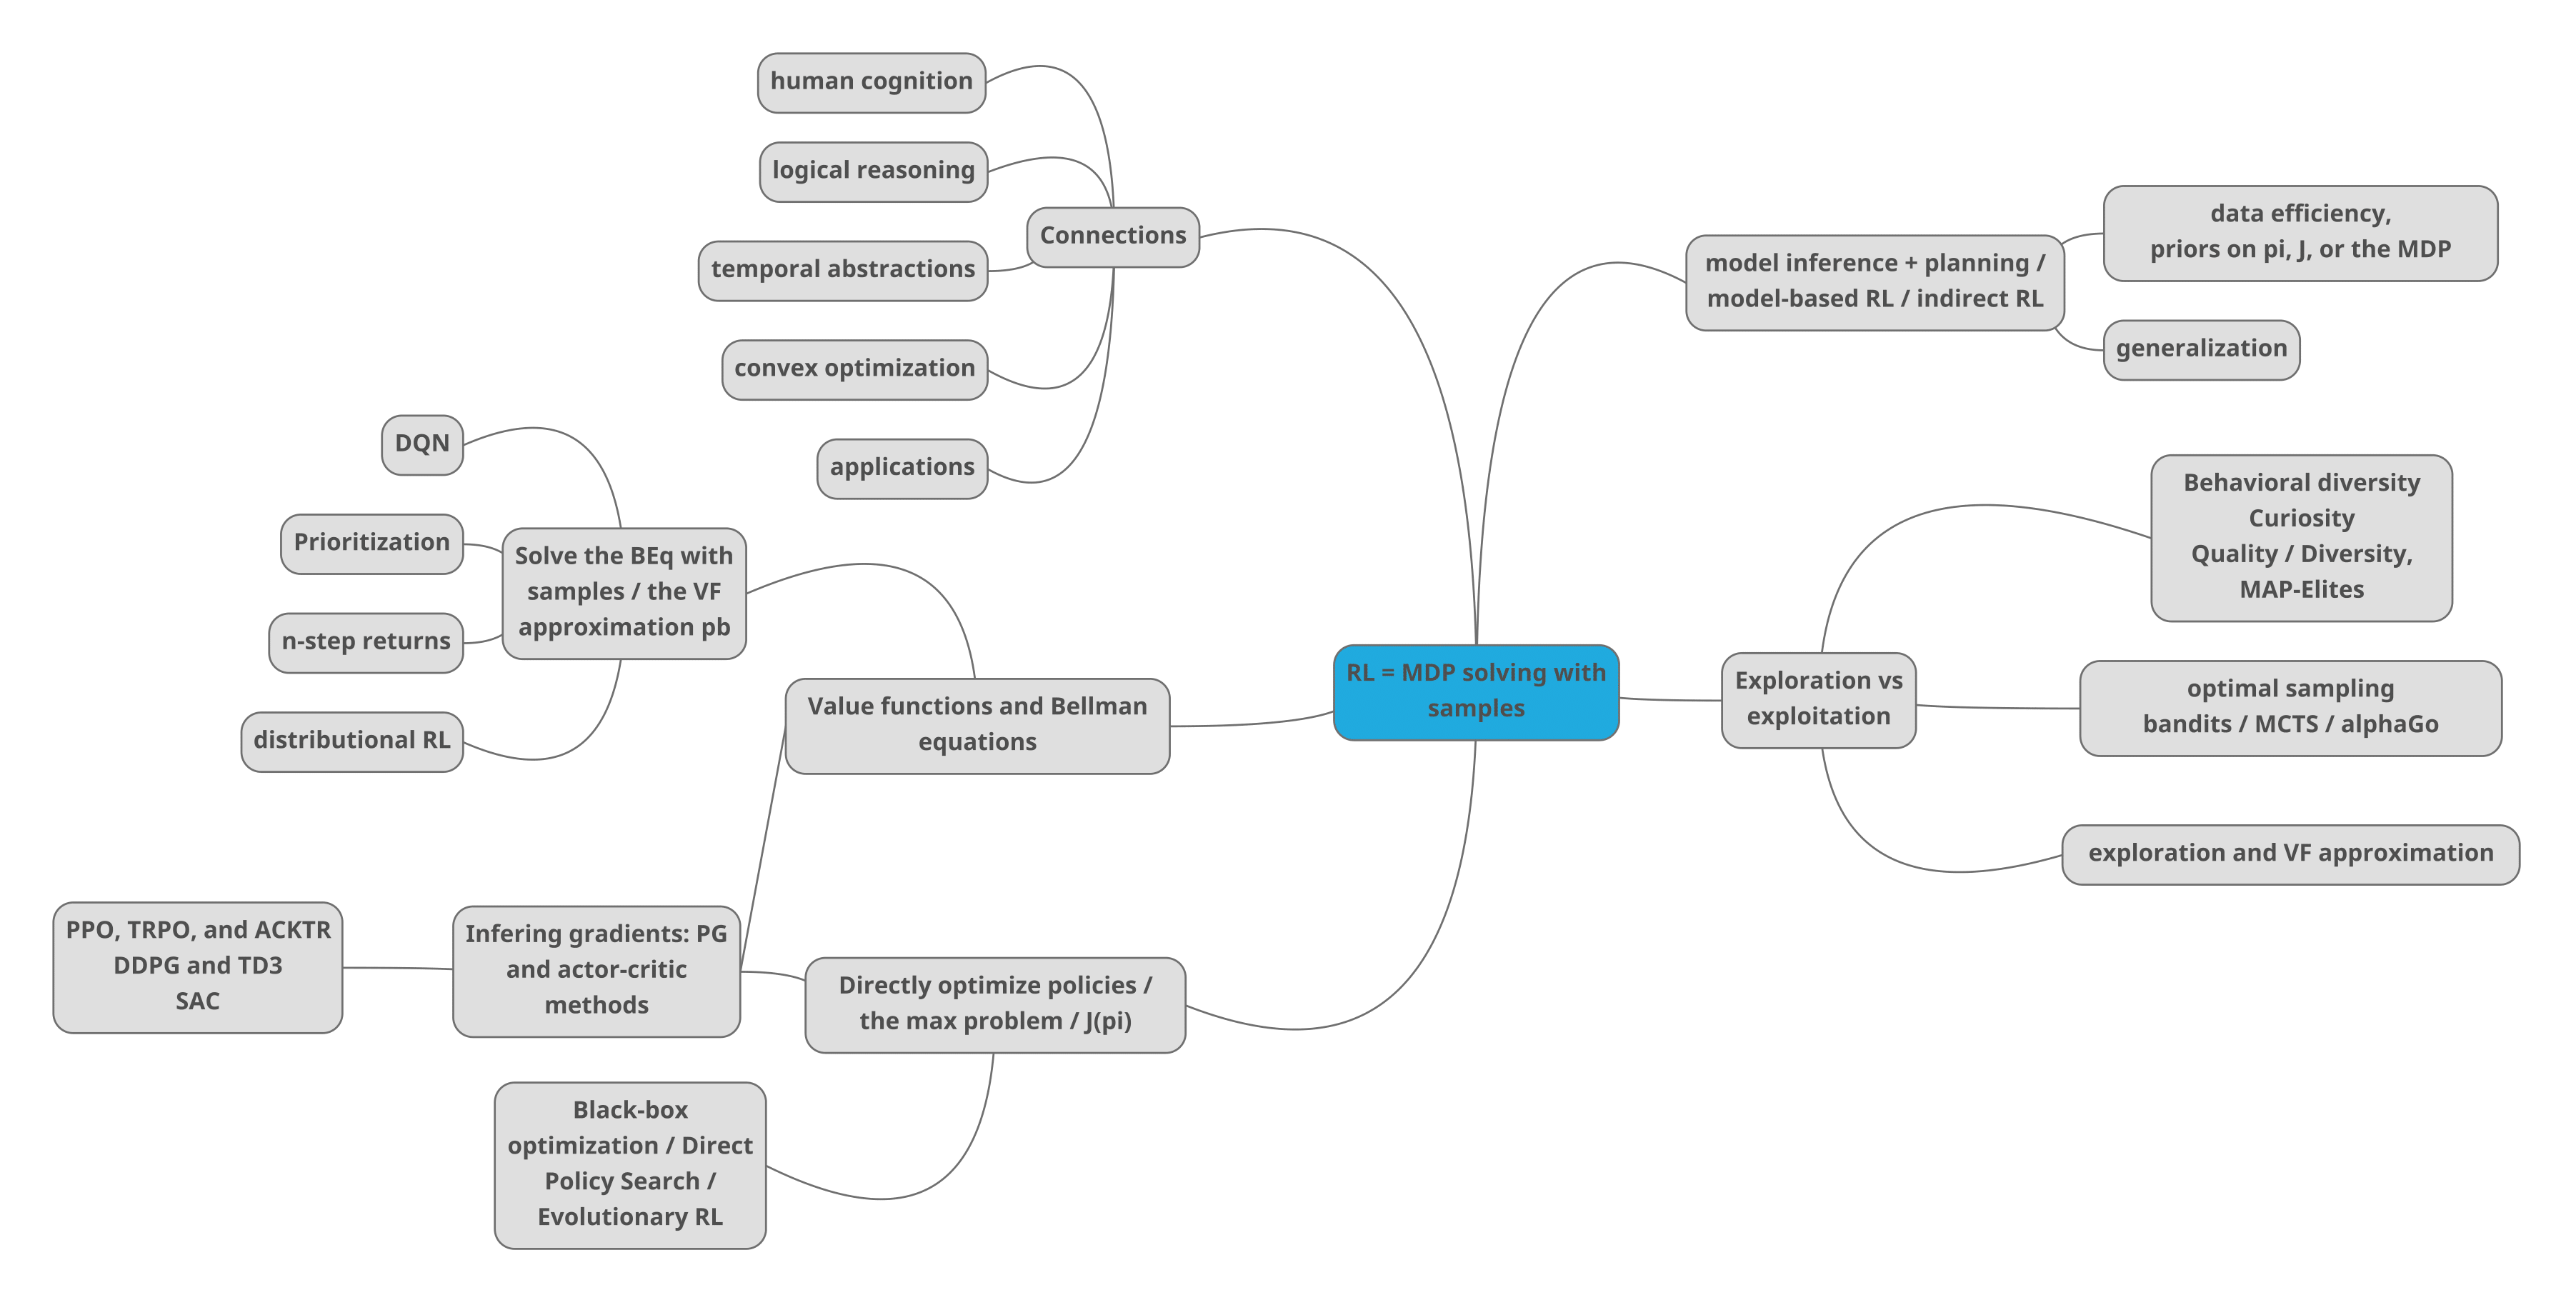 human cognition
logical reasoning
temporal abstractions
convex optimization
applications
Connections
DQN
Prioritization
n-step returns
distributional RL
Solve the BEq with
samples / the VF
approximation pb
Value functions and Bellman
equations
PPO, TRPO, and ACKTR
DDPG and TD3
SAC
Infering gradients: PG
and actor-critic
methods
Directly optimize policies /
the max problem / J(pi)
Black-box
optimization / Direct
Policy Search /
Evolutionary RL
RL = MDP solving with
samples
model inference + planning /
model-based RL / indirect RL
data efficiency,
priors on pi, J, or the MDP
generalization
Exploration vs
exploitation
Behavioral diversity
Curiosity
Quality / Diversity,
MAP-Elites
optimal sampling
bandits / MCTS / alphaGo
exploration and VF approximation